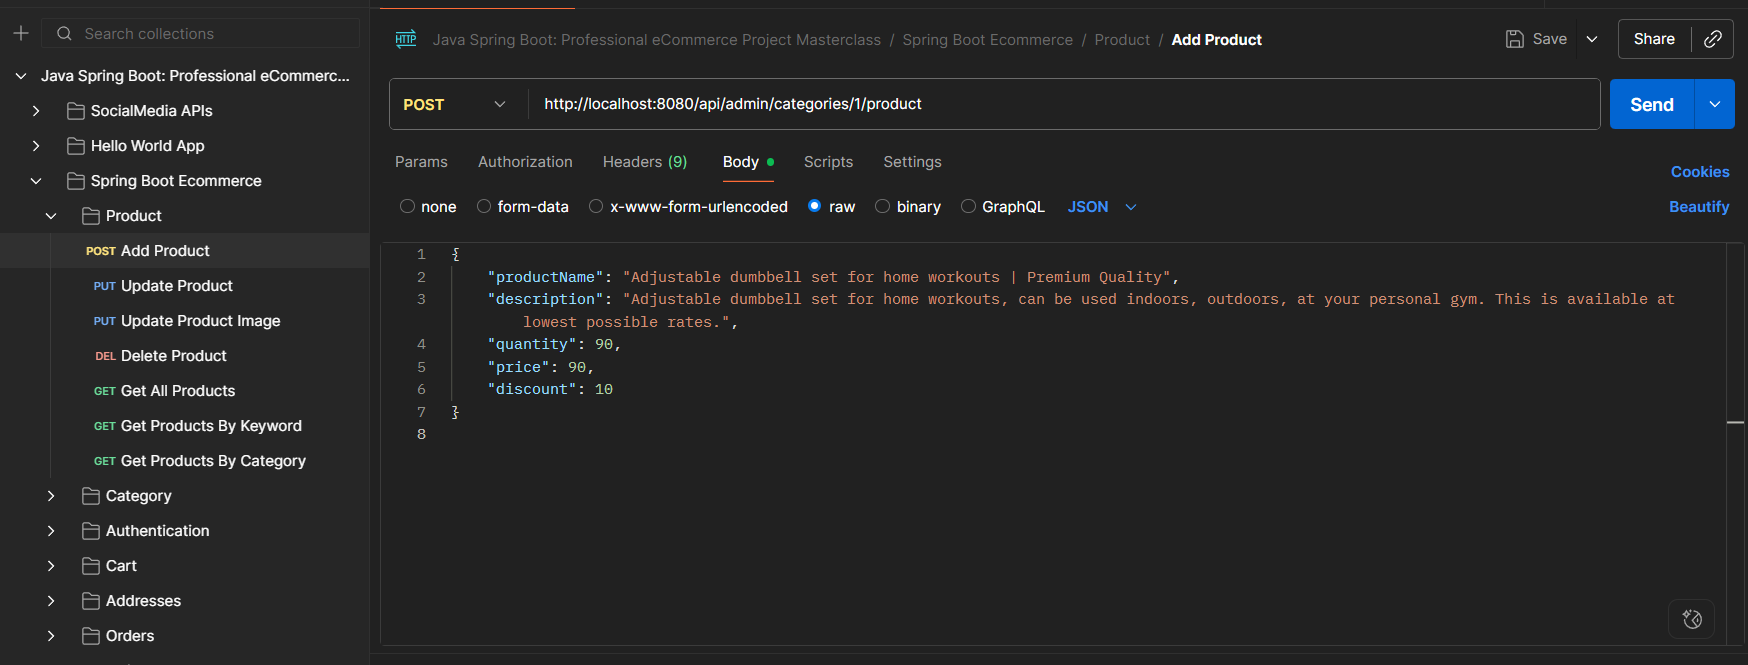 Search collections
Java Spring Boot: Professional eCommerc...
SocialMedia APIs
Hello World App
Spring Boot Ecommerce
Product
POST Add Product
PUT Update Product
PUT Update Product Image
DEL Delete Product
GET Get All Products
GET Get Products By Keyword
GET Get Products By Category
Category
Authentication
Cart
Addresses
Orders
HTTP Java Spring Boot: Professional eCommerce Project Masterclass / Spring Boot Ecommerce / Product / Add Product
Save
Share
POST http://localhost:8080/api/admin/categories/1/product
Send
Params Authorization Headers (9) Body Scripts Settings
Cookies
none form-data x-www-form-urlencoded raw binary GraphQL JSON
Beautify
1 {
2 "productName": "Adjustable dumbbell set for home workouts | Premium Quality",
3 "description": "Adjustable dumbbell set for home workouts, can be used indoors, outdoors, at your personal gym. This is available at
lowest possible rates.",
4 "quantity": 90,
5 "price": 90,
6 "discount": 10
7 }
8